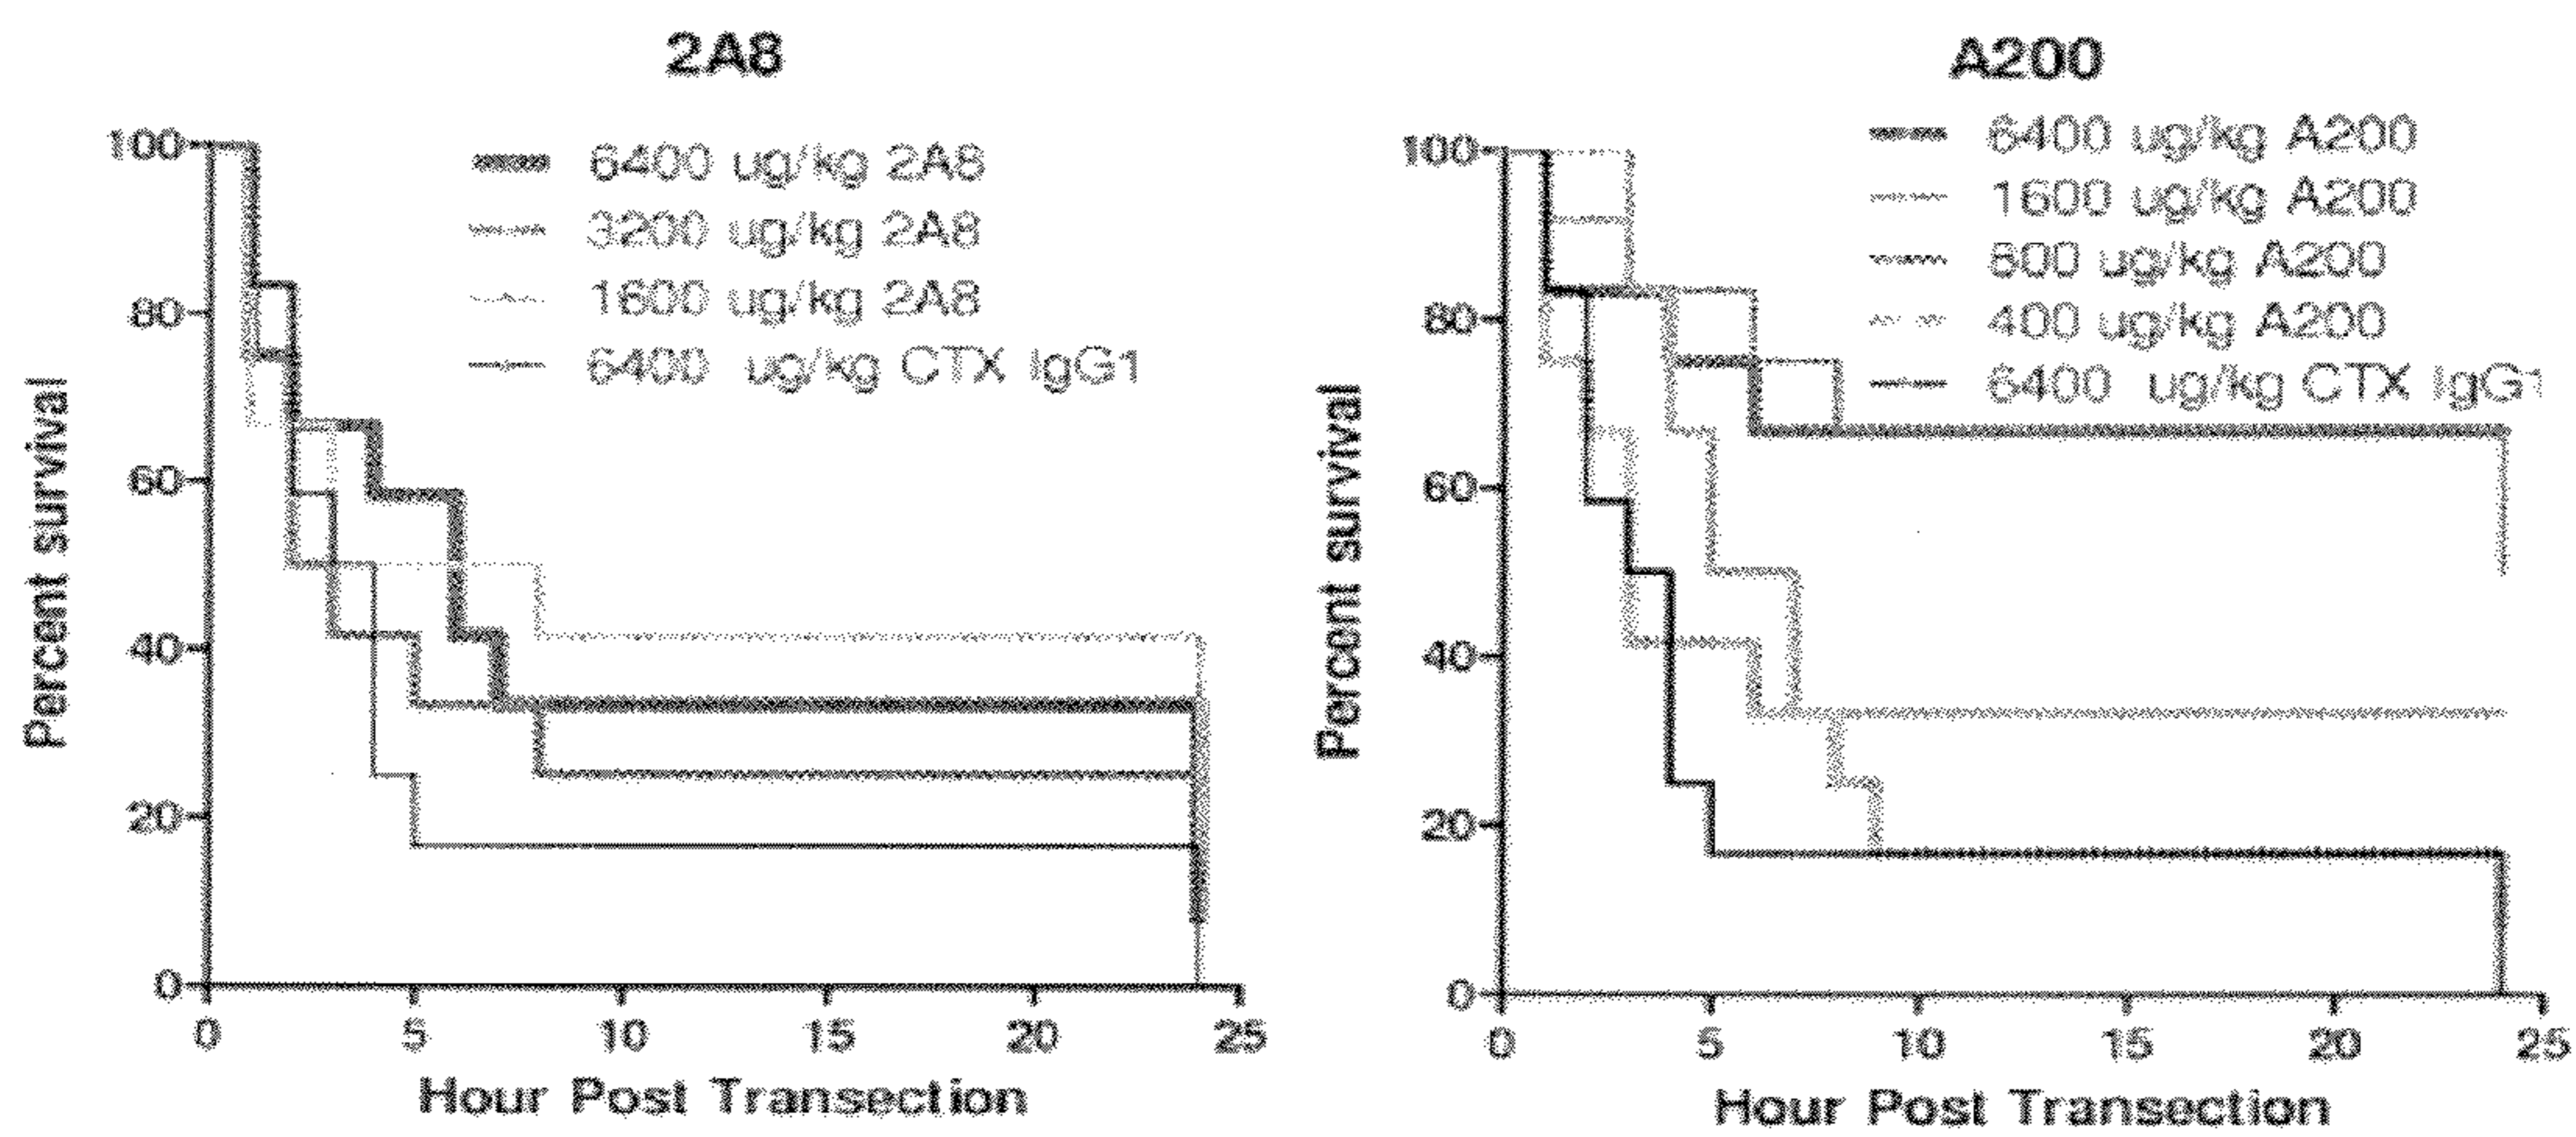 2A8
6400 ug/kg 2A8
3200 ug/kg 2A8
1600 ug/kg 2A8
6400 ug/kg CTX IgG1
Percent survival
100
80
60
40
20
0
0 5 10 15 20 25
Hour Post Transection
A200
6400 ug/kg A200
1600 ug/kg A200
800 ug/kg A200
400 ug/kg A200
6400 ug/kg CTX IgG1
Percent survival
100
80
60
40
20
0
0 5 10 15 20 25
Hour Post Transection